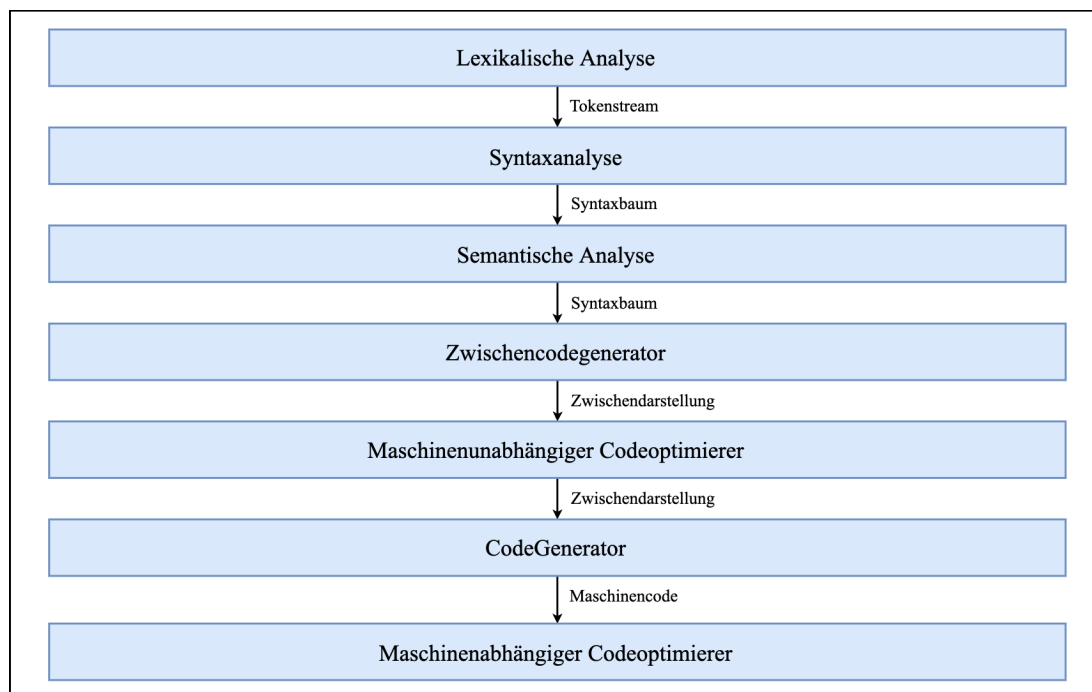 Lexikalische Analyse
Tokenstream
Syntaxanalyse
Syntaxbaum
Semantische Analyse
Syntaxbaum
Zwischencodegenerator
Zwischendarstellung
Maschinenunabhängiger Codeoptimierer
Zwischendarstellung
CodeGenerator
Maschinencode
Maschinenabhängiger Codeoptimierer